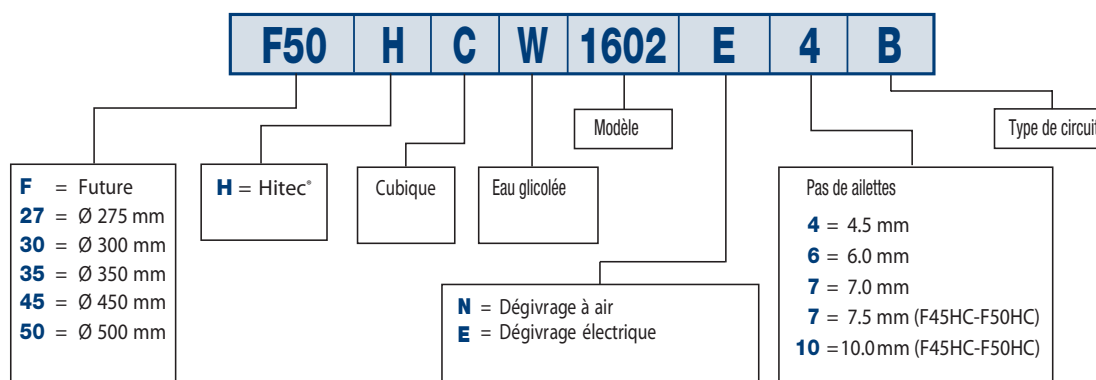 F50 H C W 1602 E 4 B
Modèle
Type de circuit
F = Future
27 = Ø 275 mm
30 = Ø 300 mm
35 = Ø 350 mm
45 = Ø 450 mm
50 = Ø 500 mm
H = Hitec®
Cubique
Eau glicolée
N = Dégivrage à air
E = Dégivrage électrique
Pas de ailettes
4 = 4.5 mm
6 = 6.0 mm
7 = 7.0 mm
7 = 7.5 mm (F45HC-F50HC)
10 =10.0 mm (F45HC-F50HC)